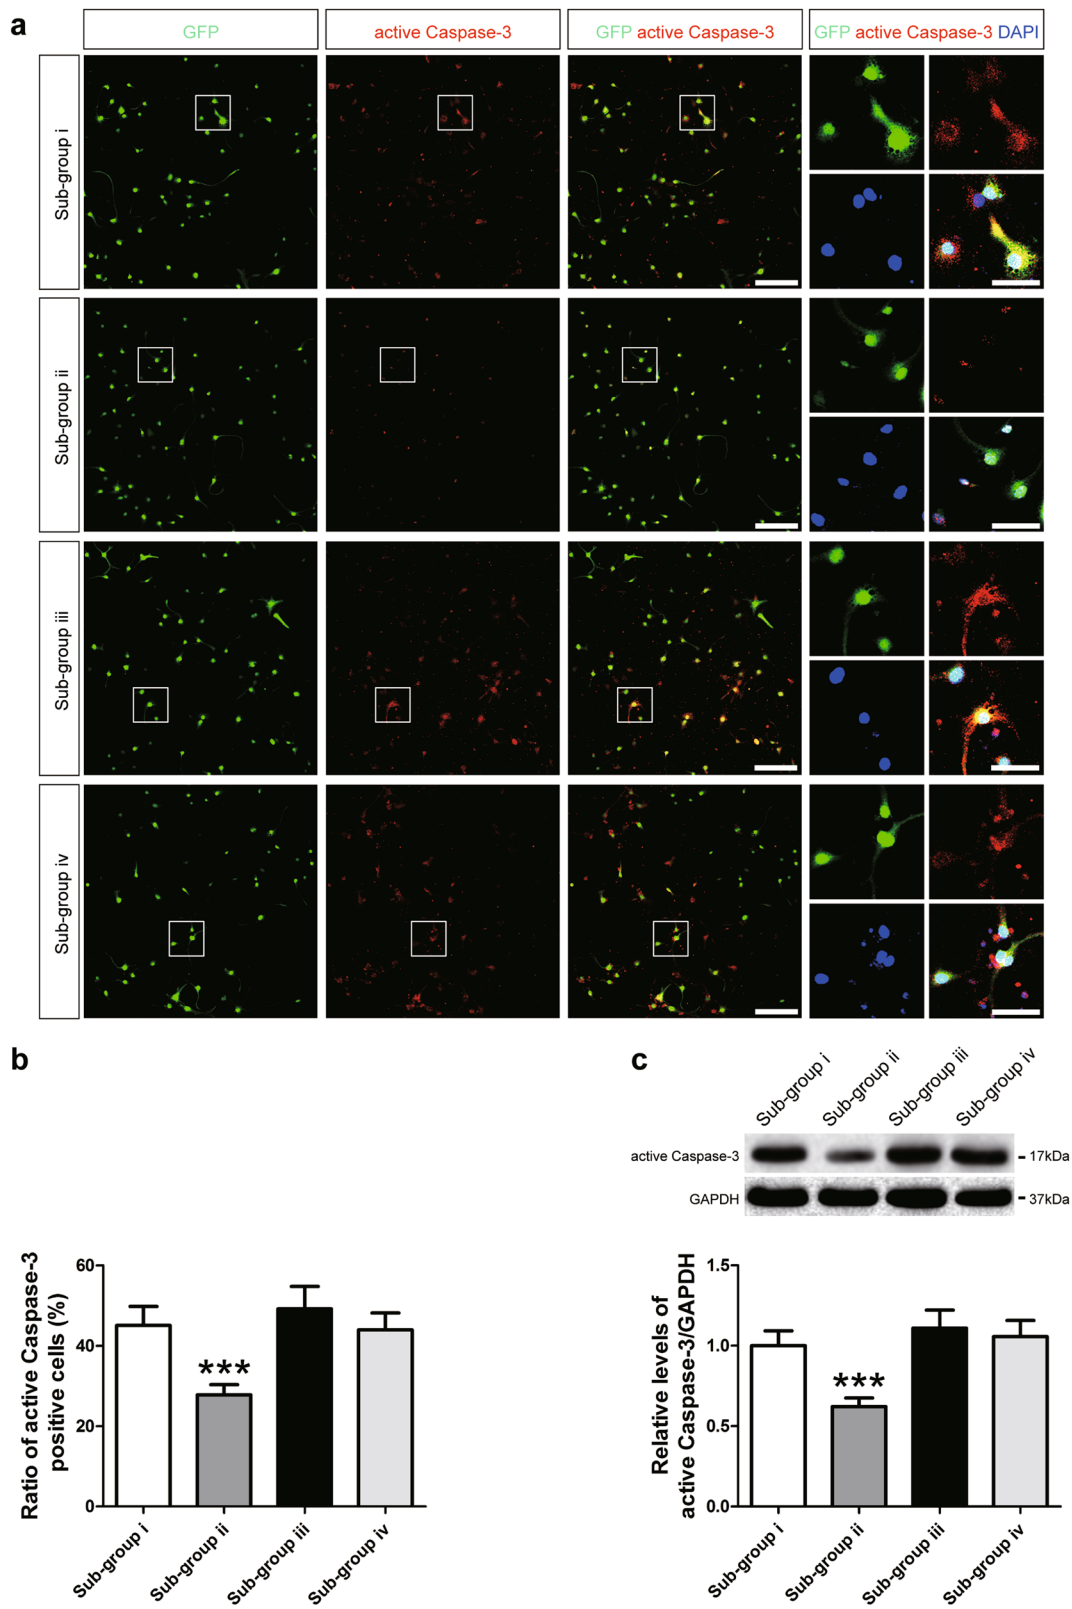 a
GFP
active Caspase-3
GFP active Caspase-3
GFP active Caspase-3 DAPI
Sub-group i
Sub-group ii
Sub-group iii
Sub-group iv
b
Ratio of active Caspase-3
positive cells (%)
60
40
20
0
***
Sub-group i
Sub-group ii
Sub-group iii
Sub-group iv
c
Sub-group i
Sub-group ii
Sub-group iii
Sub-group iv
active Caspase-3
17kDa
GAPDH
37kDa
Relative levels of
active Caspase-3/GAPDH
1.5
1.0
0.5
0.0
***
Sub-group i
Sub-group ii
Sub-group iii
Sub-group iv